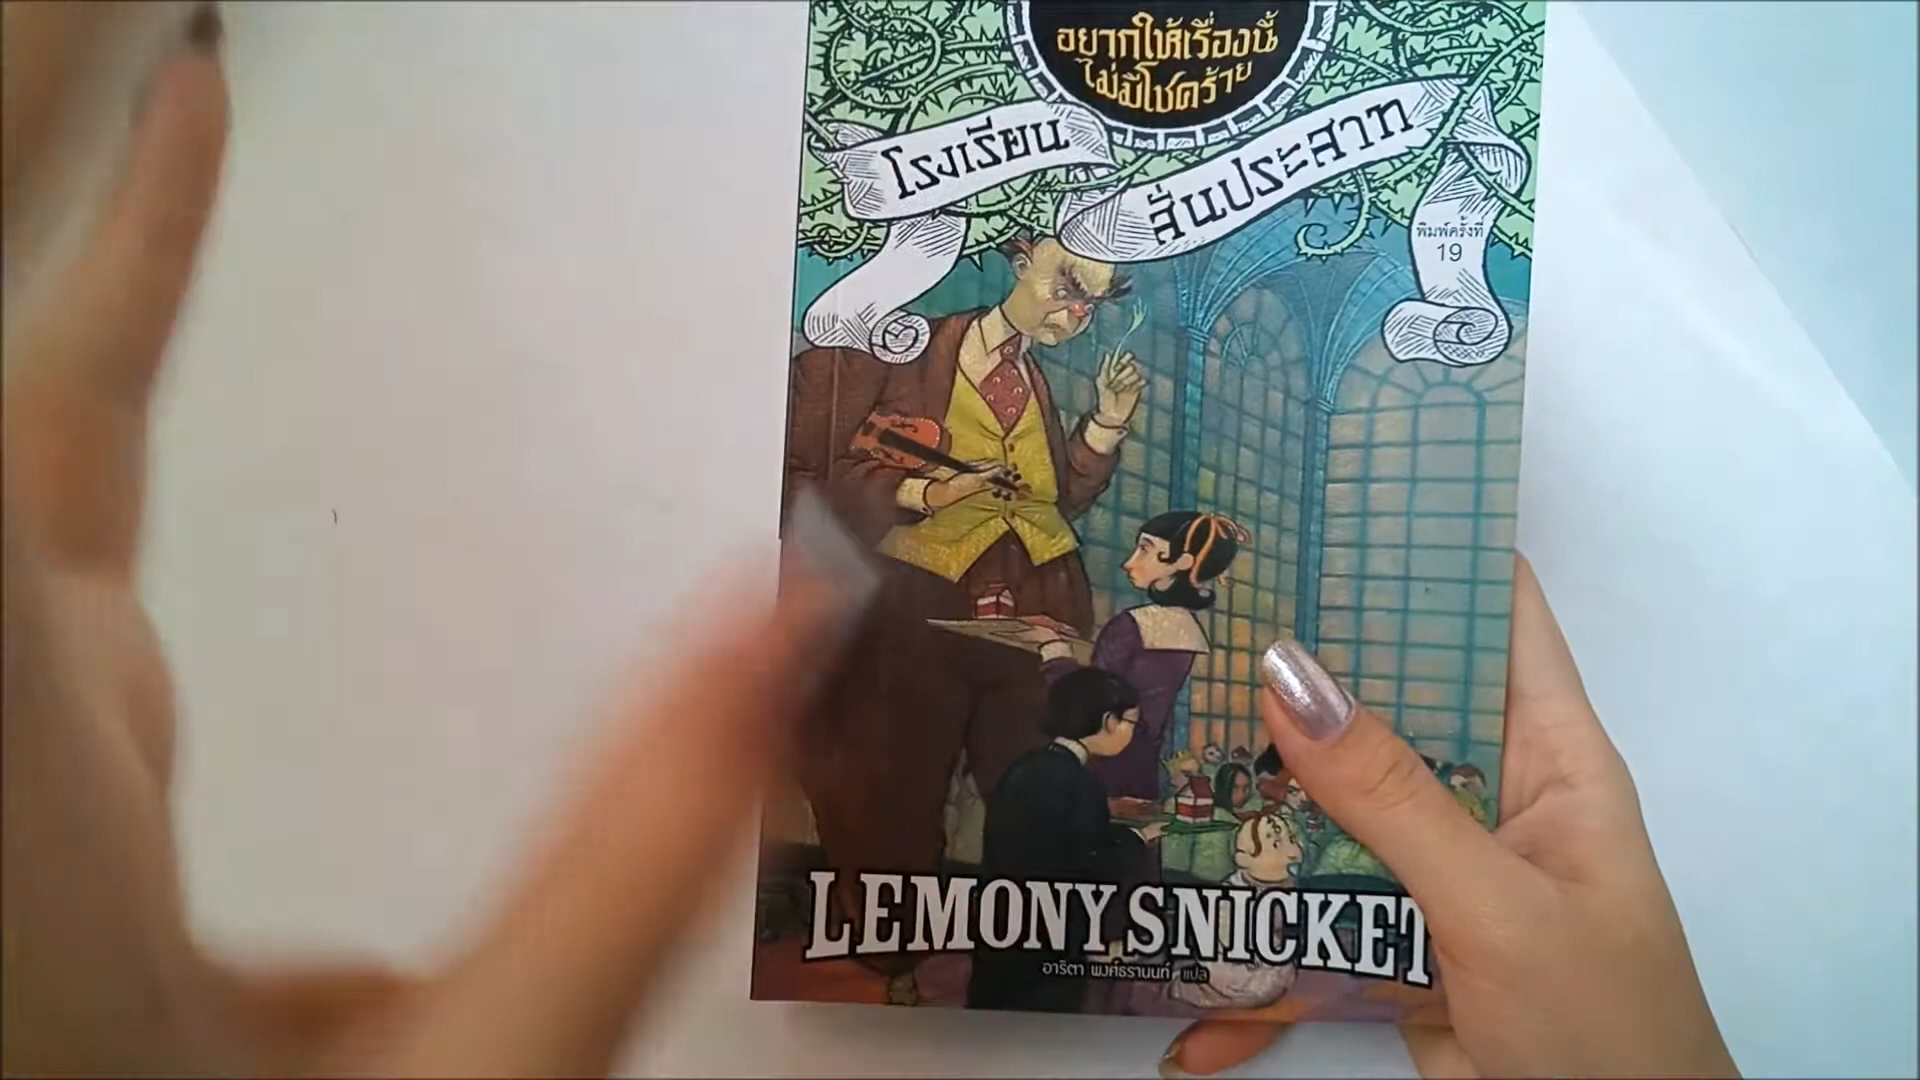 อยากให้เรื่องนี้
ไม่มีโชคร้าย
โรงเรียน
สั่นประสาท
พิมพ์ครั้งที่
19
LEMONY SNICKET
อาริตา พงศ์ธรานนท์ แปล